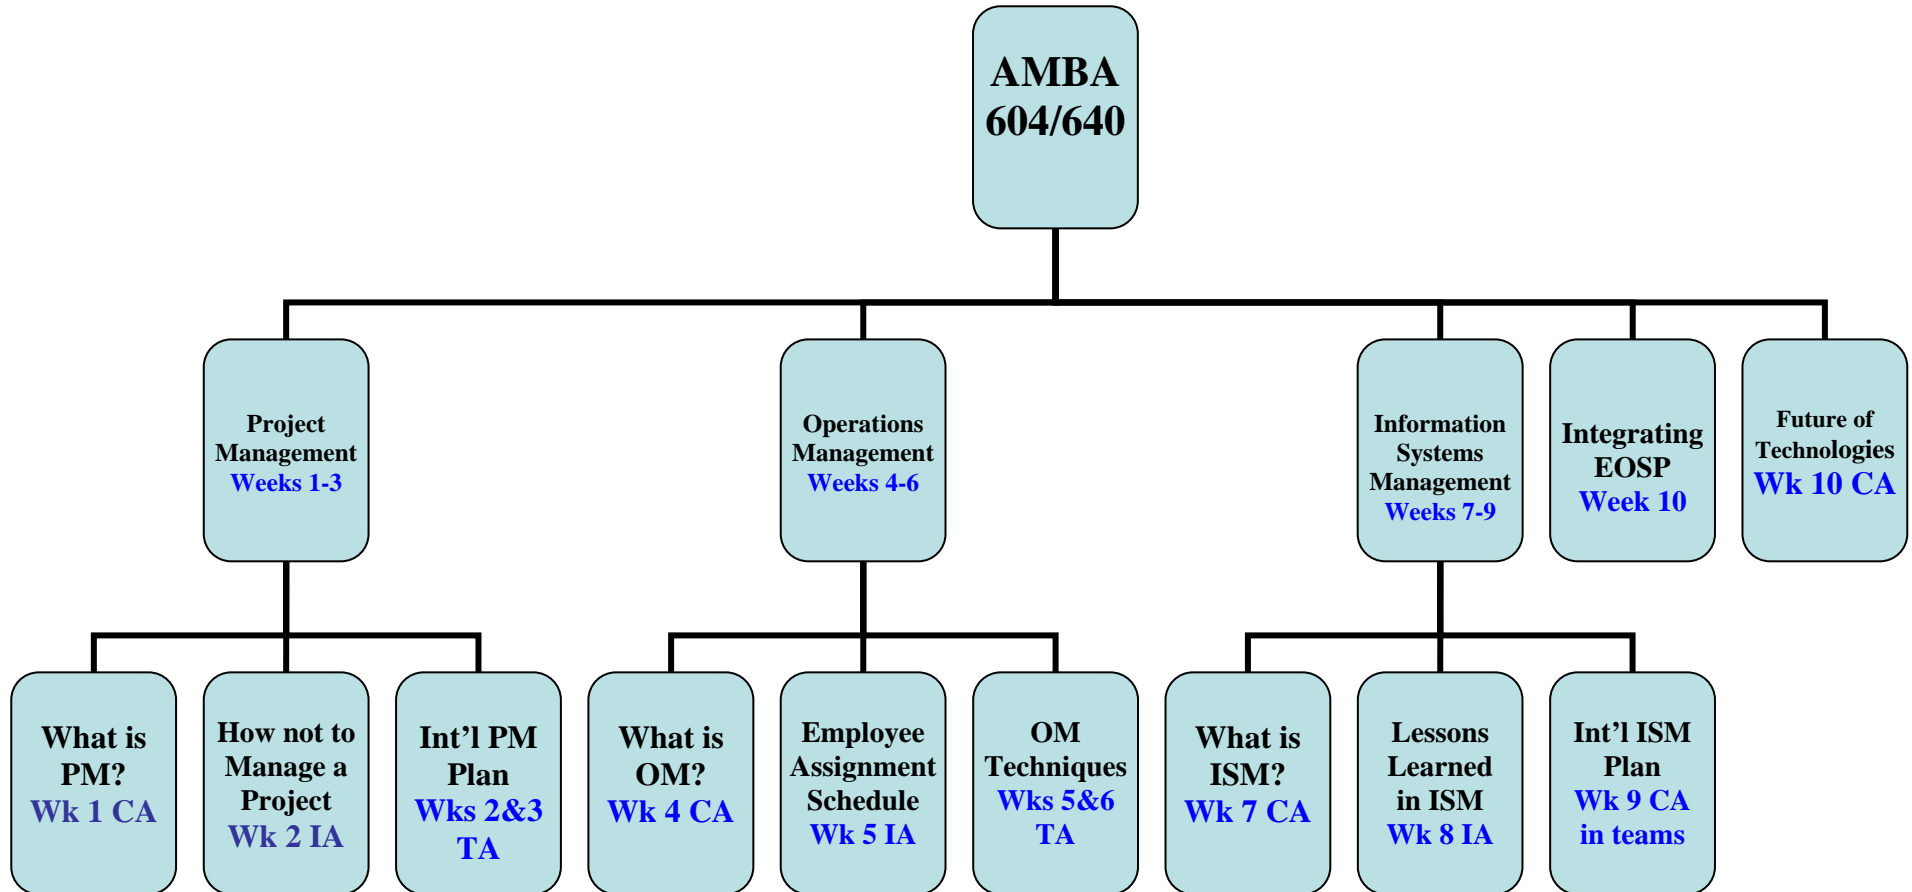 AMBA
604/640
Project
Management
Weeks 1-3
Operations
Management
Weeks 4-6
Information
Systems
Management
Weeks 7-9
Integrating
EOSP
Week 10
Future of
Technologies
Wk 10 CA
What is
PM?
Wk 1 CA
How not to
Manage a
Project
Wk 2 IA
Int’l PM
Plan
Wks 2&3
TA
What is
OM?
Wk 4 CA
Employee
Assignment
Schedule
Wk 5 IA
OM
Techniques
Wks 5&6
TA
What is
ISM?
Wk 7 CA
Lessons
Learned
in ISM
Wk 8 IA
Int’l ISM
Plan
Wk 9 CA
in teams